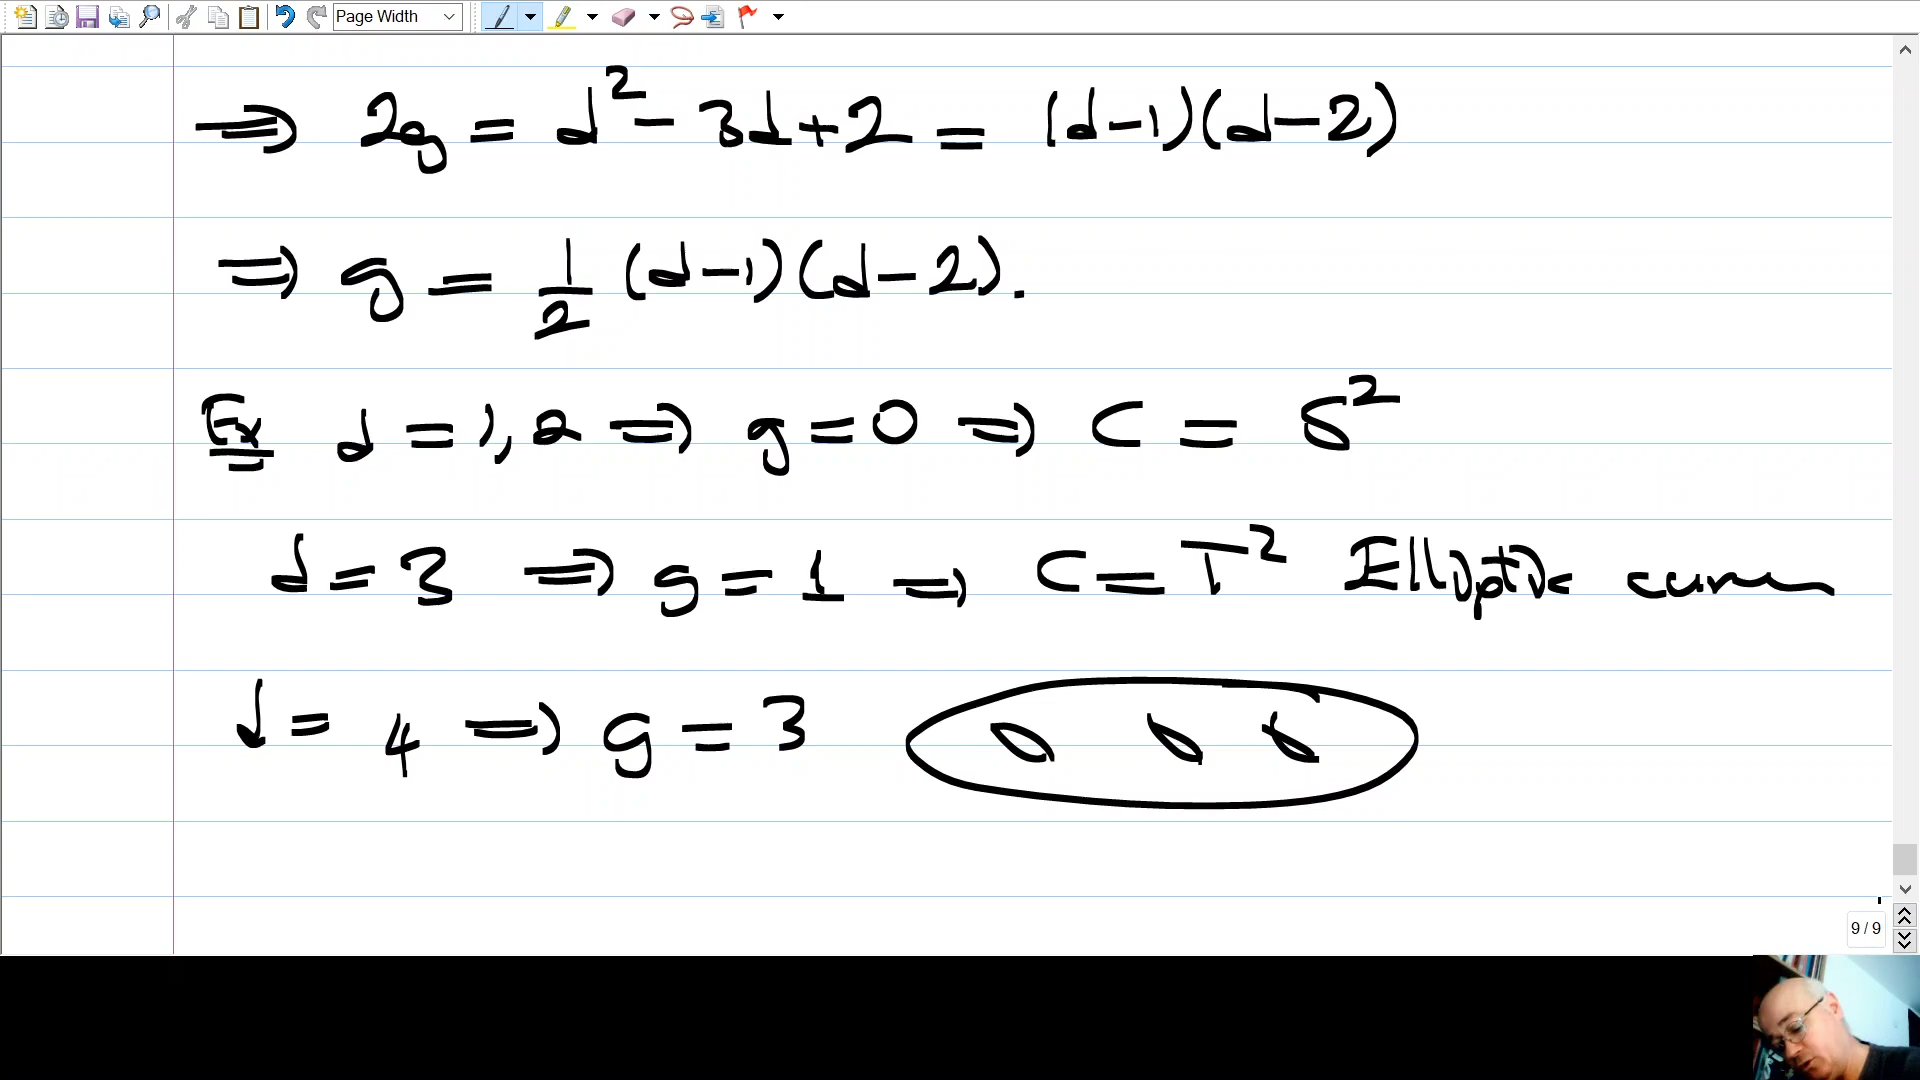 Page Width
⟹ 2g = d² - 3d + 2 = (d-1)(d-2)
⟹ g = 1/2 (d-1)(d-2).
Ex d = 1, 2 ⟹ g = 0 ⟹ C = S²
d = 3 ⟹ g = 1 ⟹ C = T² Elliptic curve
d = 4 ⟹ g = 3
9 / 9